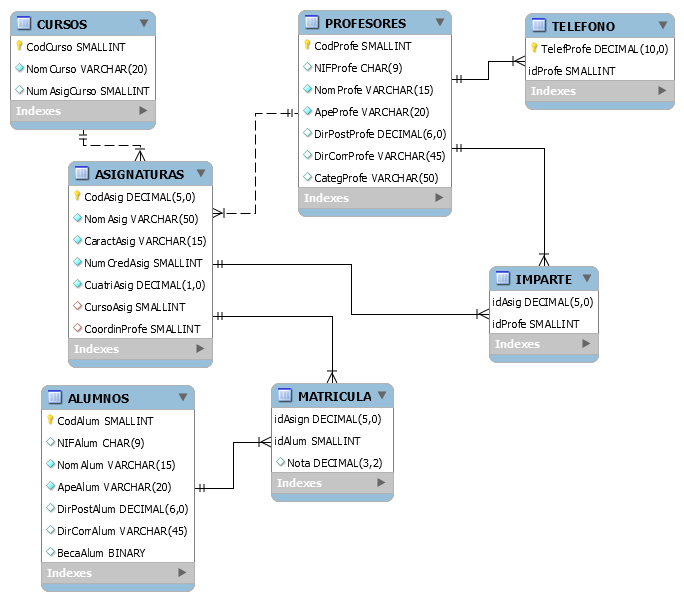 CURSOS
CodCurso SMALLINT
NomCurso VARCHAR(20)
NumAsigCurso SMALLINT
Indexes
PROFESORES
CodProfe SMALLINT
NIFProfe CHAR(9)
NomProfe VARCHAR(15)
ApeProfe VARCHAR(20)
DirPostProfe DECIMAL(6,0)
DirCorrProfe VARCHAR(45)
CategProfe VARCHAR(50)
Indexes
TELEFONO
TelefProfe DECIMAL(10,0)
idProfe SMALLINT
Indexes
ASIGNATURAS
CodAsig DECIMAL(5,0)
NomAsig VARCHAR(50)
CaractAsig VARCHAR(15)
NumCredAsig SMALLINT
CuatriAsig DECIMAL(1,0)
CursoAsig SMALLINT
CoordinProfe SMALLINT
Indexes
IMPARTE
idAsig DECIMAL(5,0)
idProfe SMALLINT
Indexes
ALUMNOS
CodAlum SMALLINT
NIFAlum CHAR(9)
NomAlum VARCHAR(15)
ApeAlum VARCHAR(20)
DirPostAlum DECIMAL(6,0)
DirCorrAlum VARCHAR(45)
BecaAlum BINARY
Indexes
MATRICULA
idAsign DECIMAL(5,0)
idAlum SMALLINT
Nota DECIMAL(3,2)
Indexes